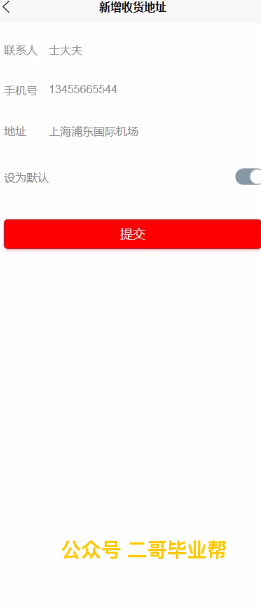 新增收货地址
联系人 士大夫
手机号 13455665544
地址 上海浦东国际机场
设为默认
提交
公众号 二哥毕业帮